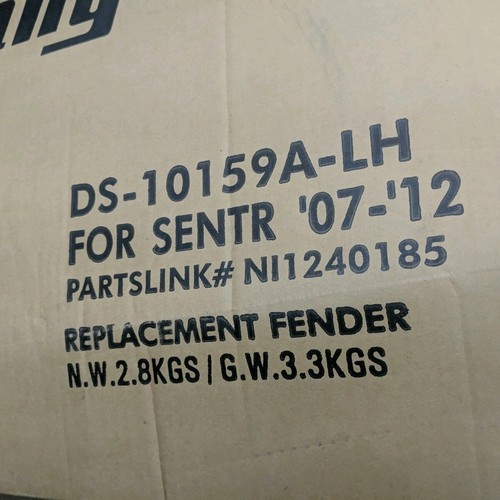 DS-10159A-LH
FOR SENTR '07-'12
PARTSLINK# NI1240185
REPLACEMENT FENDER
N.W.2.8KGS / G.W.3.3KGS